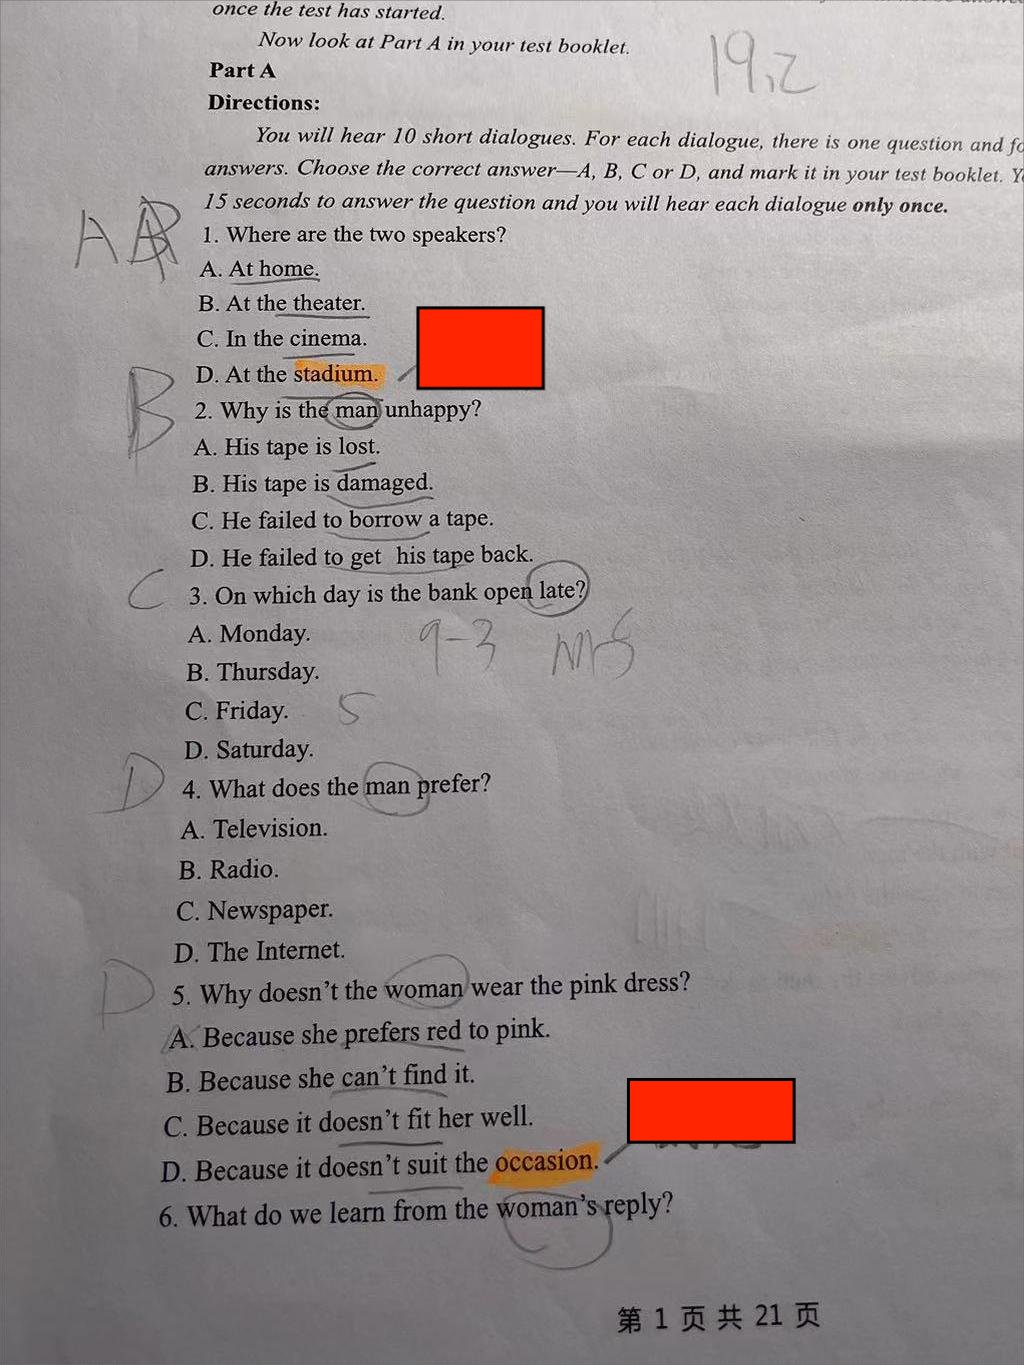 once the test has started.
Now look at Part A in your test booklet.
19.2
Part A
Directions:
You will hear 10 short dialogues. For each dialogue, there is one question and fo
answers. Choose the correct answer—A, B, C or D, and mark it in your test booklet. Y
15 seconds to answer the question and you will hear each dialogue only once.
A
1. Where are the two speakers?
A. At home.
B. At the theater.
C. In the cinema.
D. At the stadium.
B
2. Why is the man unhappy?
A. His tape is lost.
B. His tape is damaged.
C. He failed to borrow a tape.
D. He failed to get his tape back.
C
3. On which day is the bank open late?
A. Monday.
9-3
B. Thursday.
C. Friday.
5
D. Saturday.
D
4. What does the man prefer?
A. Television.
B. Radio.
C. Newspaper.
D. The Internet.
D
5. Why doesn't the woman wear the pink dress?
A. Because she prefers red to pink.
B. Because she can't find it.
C. Because it doesn't fit her well.
D. Because it doesn't suit the occasion.
6. What do we learn from the woman's reply?
第 1 页 共 21 页